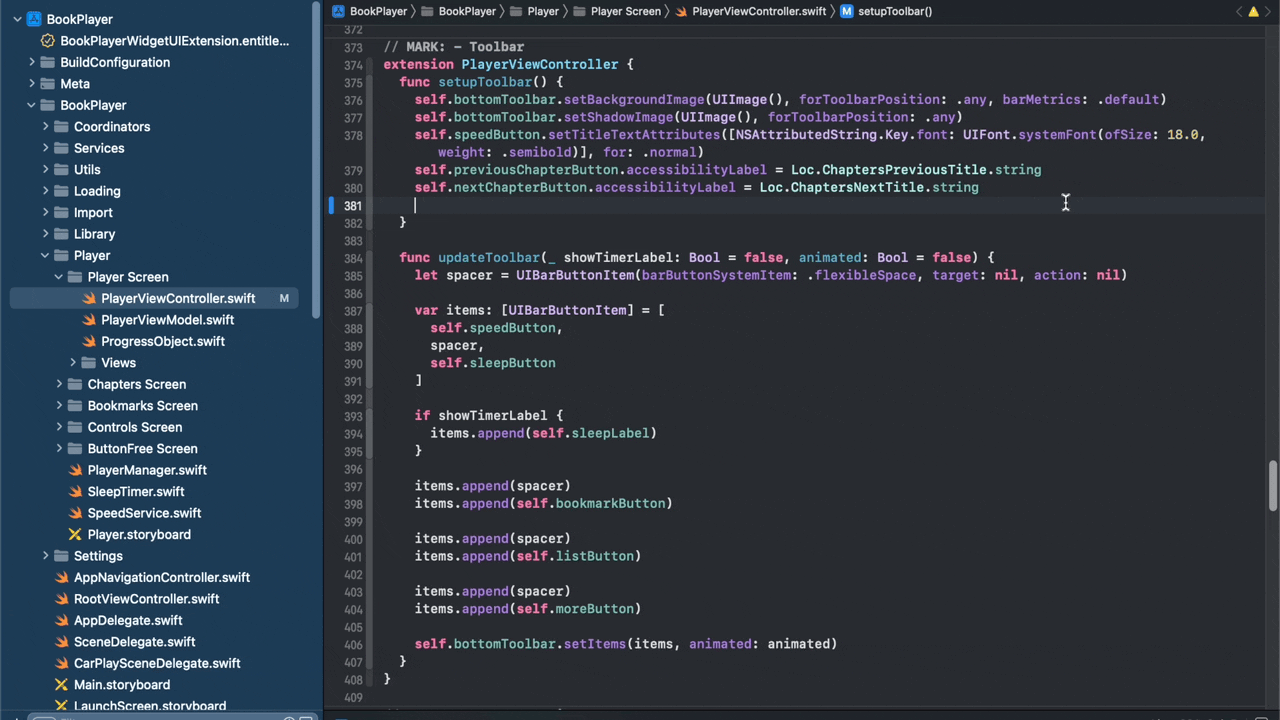 BookPlayer
BookPlayerWidgetUIExtension.entitle...
BuildConfiguration
Meta
BookPlayer
Coordinators
Services
Utils
Loading
Import
Library
Player
Player Screen
PlayerViewController.swift M
PlayerViewModel.swift
ProgressObject.swift
Views
Chapters Screen
Bookmarks Screen
Controls Screen
ButtonFree Screen
PlayerManager.swift
SleepTimer.swift
SpeedService.swift
Player.storyboard
Settings
AppNavigationController.swift
RootViewController.swift
AppDelegate.swift
SceneDelegate.swift
CarPlaySceneDelegate.swift
Main.storyboard
LaunchScreen.storyboard
BookPlayer > BookPlayer > Player > Player Screen > PlayerViewController.swift > M setupToolbar()
372
373 // MARK: - Toolbar
374 extension PlayerViewController {
375 func setupToolbar() {
376 self.bottomToolbar.setBackgroundImage(UIImage(), forToolbarPosition: .any, barMetrics: .default)
377 self.bottomToolbar.setShadowImage(UIImage(), forToolbarPosition: .any)
378 self.speedButton.setTitleTextAttributes([NSAttributedString.Key.font: UIFont.systemFont(ofSize: 18.0,
weight: .semibold)], for: .normal)
379 self.previousChapterButton.accessibilityLabel = Loc.ChaptersPreviousTitle.string
380 self.nextChapterButton.accessibilityLabel = Loc.ChaptersNextTitle.string
381
382 }
383
384 func updateToolbar(_ showTimerLabel: Bool = false, animated: Bool = false) {
385 let spacer = UIBarButtonItem(barButtonSystemItem: .flexibleSpace, target: nil, action: nil)
386
387 var items: [UIBarButtonItem] = [
388 self.speedButton,
389 spacer,
390 self.sleepButton
391 ]
392
393 if showTimerLabel {
394 items.append(self.sleepLabel)
395 }
396
397 items.append(spacer)
398 items.append(self.bookmarkButton)
399
400 items.append(spacer)
401 items.append(self.listButton)
402
403 items.append(spacer)
404 items.append(self.moreButton)
405
406 self.bottomToolbar.setItems(items, animated: animated)
407 }
408 }
409